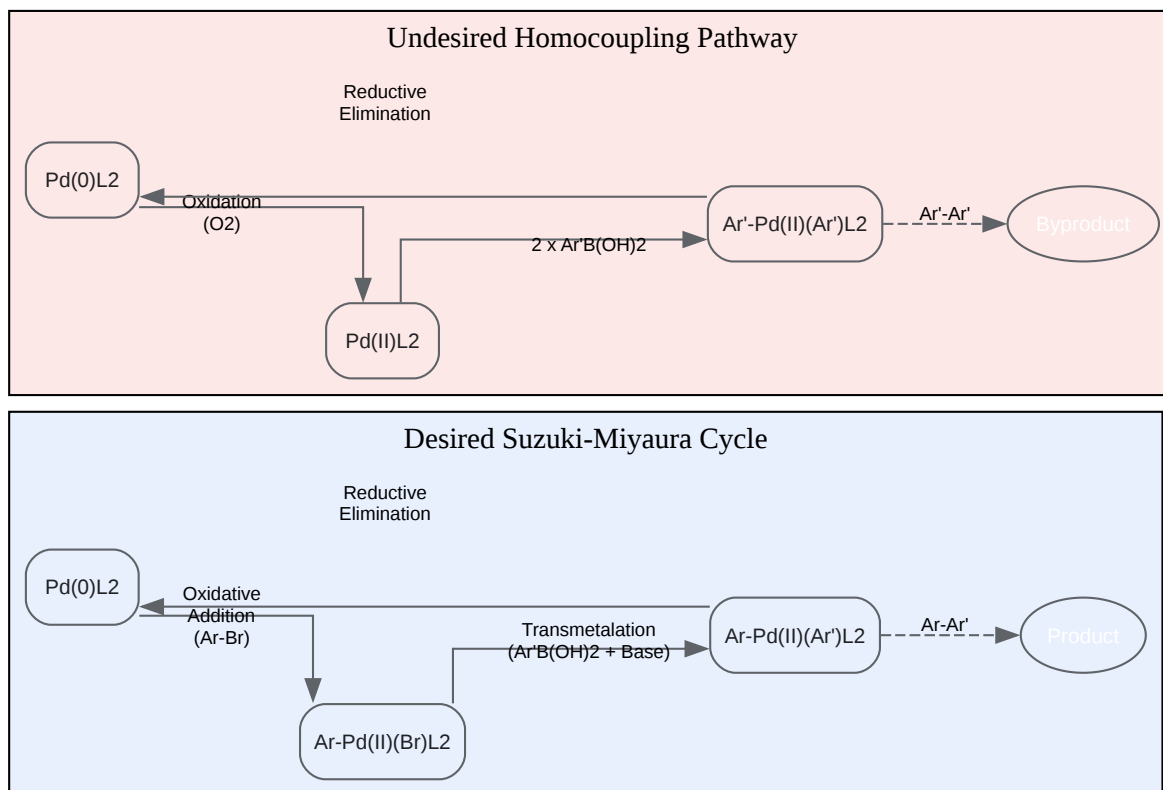 Undesired Homocoupling Pathway
Reductive
Elimination
Pd(0)L2
Oxidation
(O2)
2 x Ar'B(OH)2
Ar'-Pd(II)(Ar')L2
Ar'-Ar'
Byproduct
Pd(II)L2
Desired Suzuki-Miyaura Cycle
Reductive
Elimination
Pd(0)L2
Oxidative
Addition
(Ar-Br)
Transmetalation
(Ar'B(OH)2 + Base)
Ar-Pd(II)(Ar')L2
Ar-Ar'
Product
Ar-Pd(II)(Br)L2